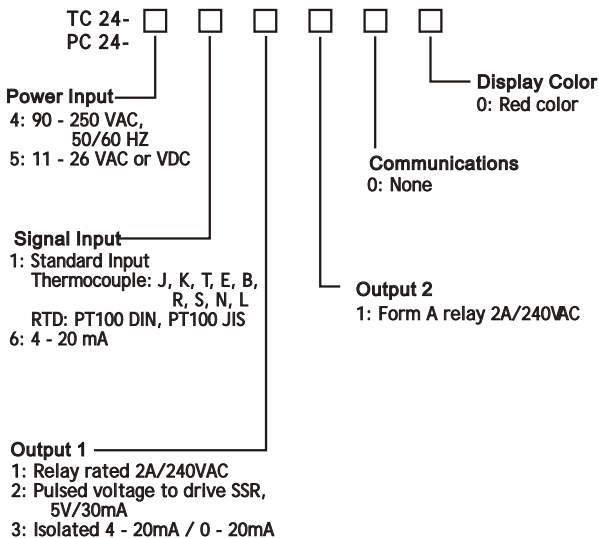 TC 24-
PC 24-
Power Input
4: 90 - 250 VAC,
50/60 HZ
5: 11 - 26 VAC or VDC
Signal Input
1: Standard Input
Thermocouple: J, K, T, E, B,
R, S, N, L
RTD: PT100 DIN, PT100 JIS
6: 4 - 20 mA
Output 1
1: Relay rated 2A/240VAC
2: Pulsed voltage to drive SSR,
5V/30mA
3: Isolated 4 - 20mA / 0 - 20mA
Output 2
1: Form A relay 2A/240VAC
Communications
0: None
Display Color
0: Red color